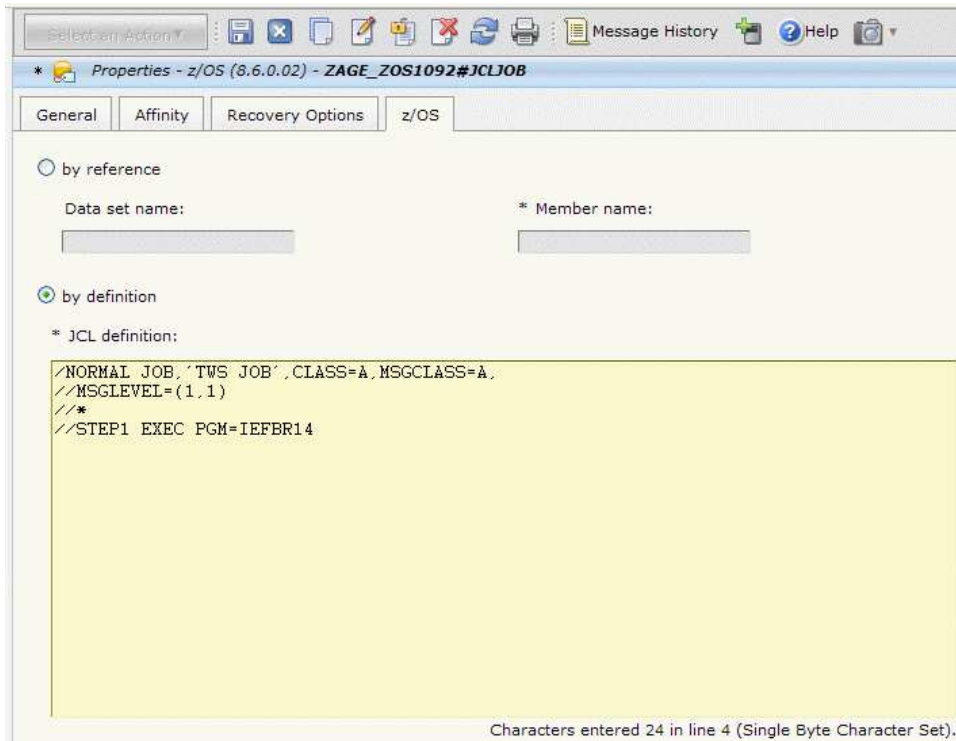 Select an Action Message History Help
* Properties - z/OS (8.6.0.02) - ZAGE_ZOS1092#JCLJOB
General Affinity Recovery Options z/OS
by reference
Data set name: * Member name:
by definition
* JCL definition:
/NORMAL JOB,'TWS JOB',CLASS=A,MSGCLASS=A,
//MSGLEVEL=(1,1)
//*
//STEP1 EXEC PGM=IEFBR14
Characters entered 24 in line 4 (Single Byte Character Set).